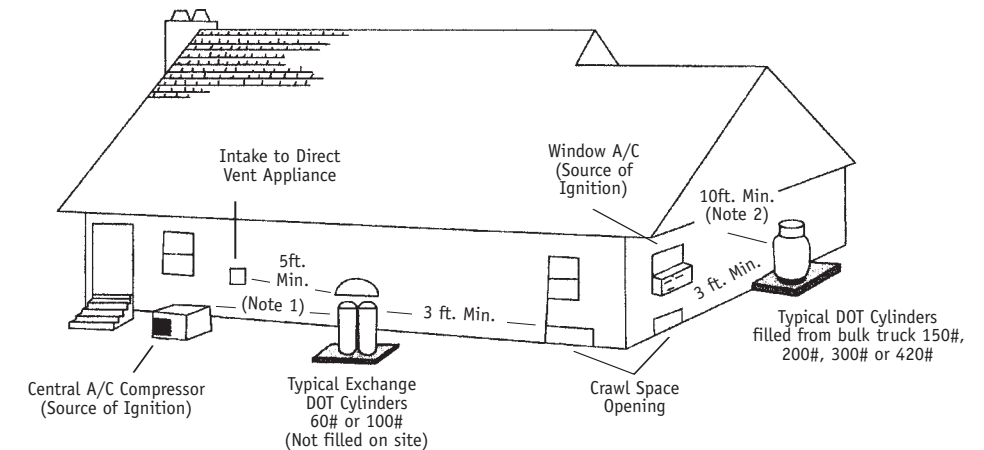 Intake to Direct
Vent Appliance
Window A/C
(Source of
Ignition)
10ft. Min.
(Note 2)
5ft.
Min.
(Note 1)
3 ft. Min.
3 ft. Min.
Central A/C Compressor
(Source of Ignition)
Typical Exchange
DOT Cylinders
60# or 100#
(Not filled on site)
Crawl Space
Opening
Typical DOT Cylinders
filled from bulk truck 150#,
200#, 300# or 420#